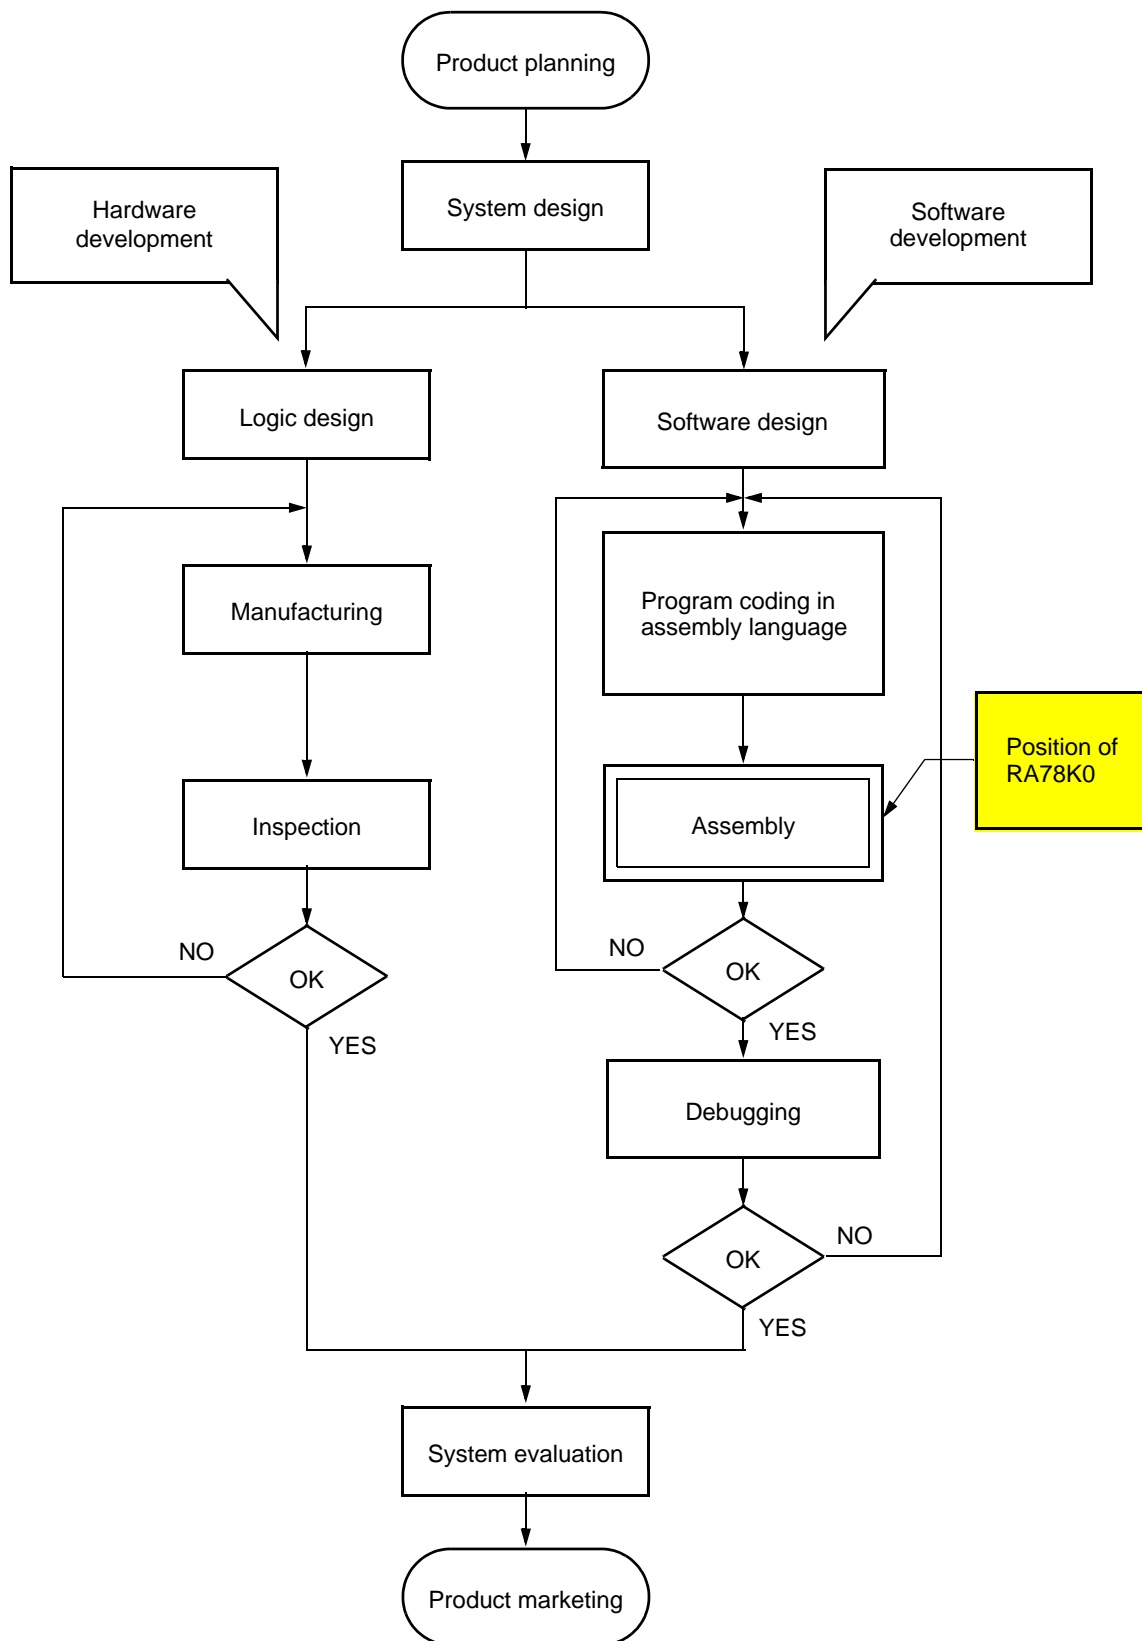 Product planning
System design
Hardware
development
Software
development
Logic design
Software design
Manufacturing
Program coding in
assembly language
Position of
RA78K0
Inspection
Assembly
NO
OK
YES
NO
OK
YES
Debugging
OK
NO
YES
System evaluation
Product marketing